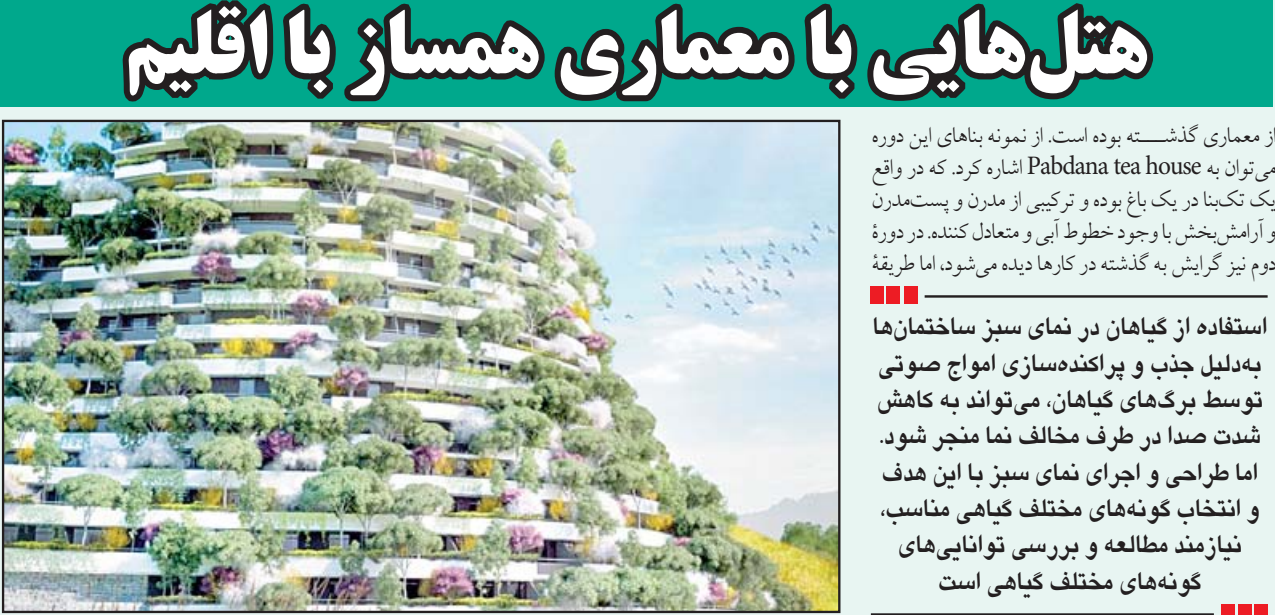 هتل‌هایی با معماری همساز با اقلیم
از معماری گذشته بوده است. از نمونه بناهای این دوره
می‌توان به Pabdana tea house اشاره کرد. که در واقع
یک تک‌بنا در یک باغ بوده و ترکیبی از مدرن و پست‌مدرن
و آرامش‌بخش با وجود خطوط آبی و متعادل کننده. در دورۀ
دوم نیز گرایش به گذشته در کارها دیده می‌شود، اما طریقۀ
استفاده از گیاهان در نمای سبز ساختمان‌ها
به‌دلیل جذب و پراکنده‌سازی امواج صوتی
توسط برگ‌های گیاهان، می‌تواند به کاهش
شدت صدا در طرف مخالف نما منجر شود.
اما طراحی و اجرای نمای سبز با این هدف
و انتخاب گونه‌های مختلف گیاهی مناسب،
نیازمند مطالعه و بررسی توانایی‌های
گونه‌های مختلف گیاهی است